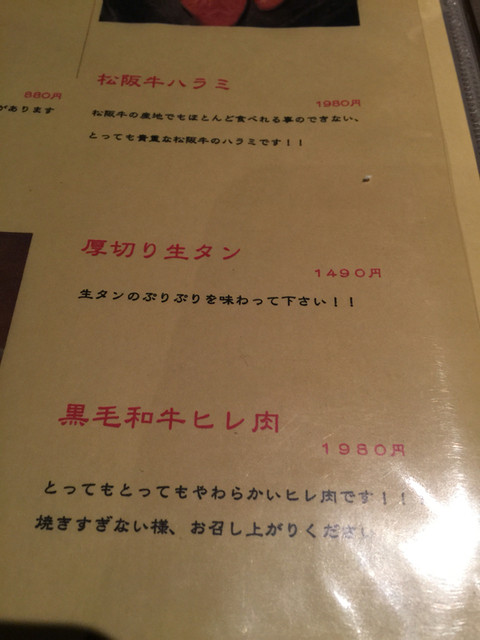 880円
があります
松阪牛ハラミ
1980円
松阪牛の産地でもほとんど食べれる事のできない、
とっても貴重な松阪牛のハラミです！！
厚切り生タン
1490円
生タンのぷりぷりを味わって下さい！！
黒毛和牛ヒレ肉
1980円
とってもとってもやわらかいヒレ肉です！！
焼きすぎない様、お召し上がりくださ